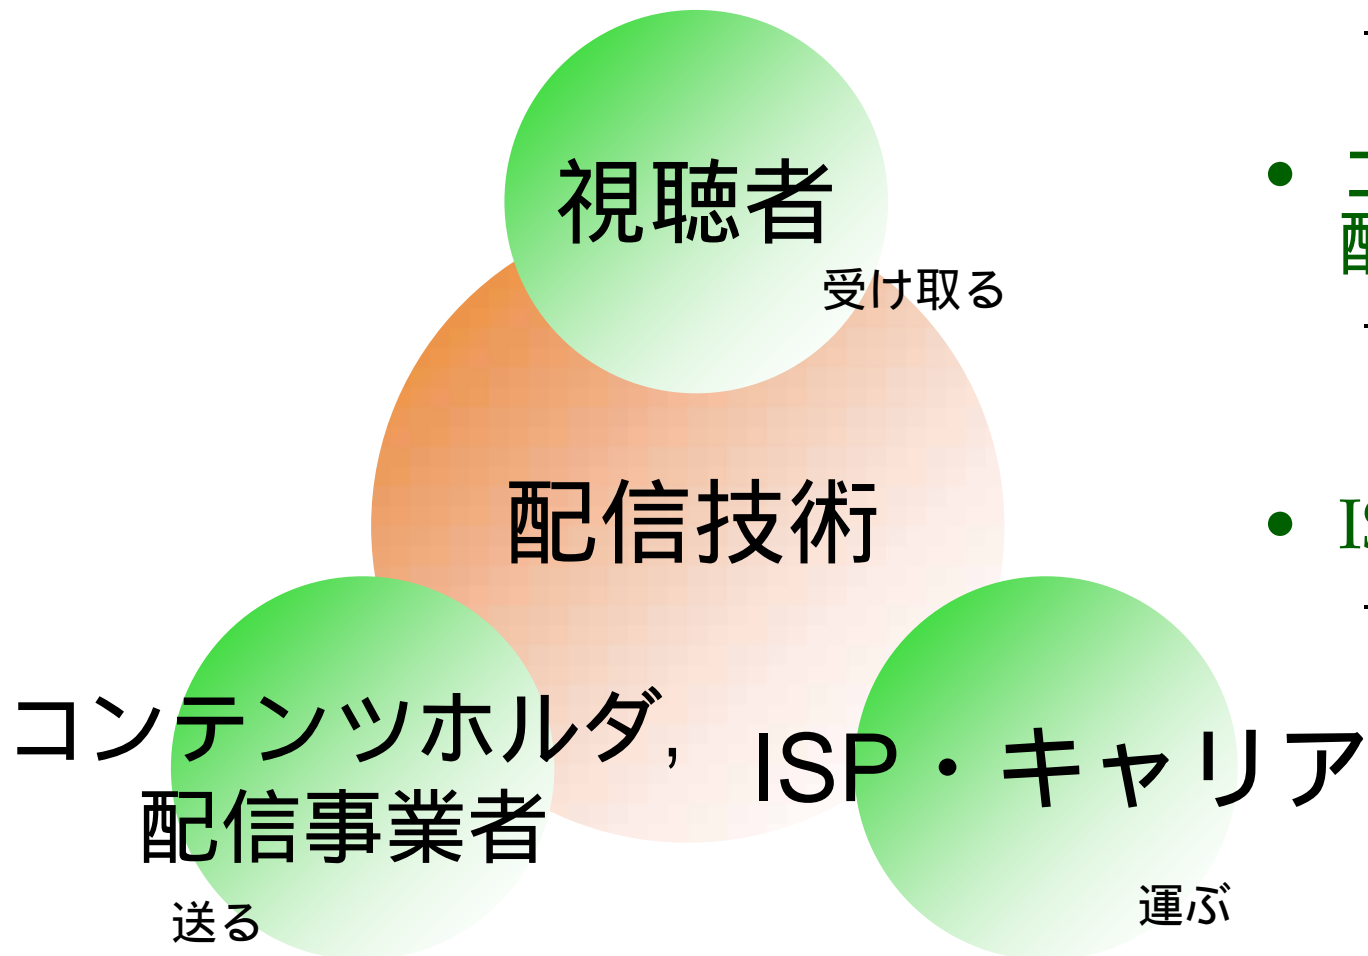 視聴者
受け取る
配信技術
コンテンツホルダ,
配信事業者
送る
ISP・キャリア
運ぶ